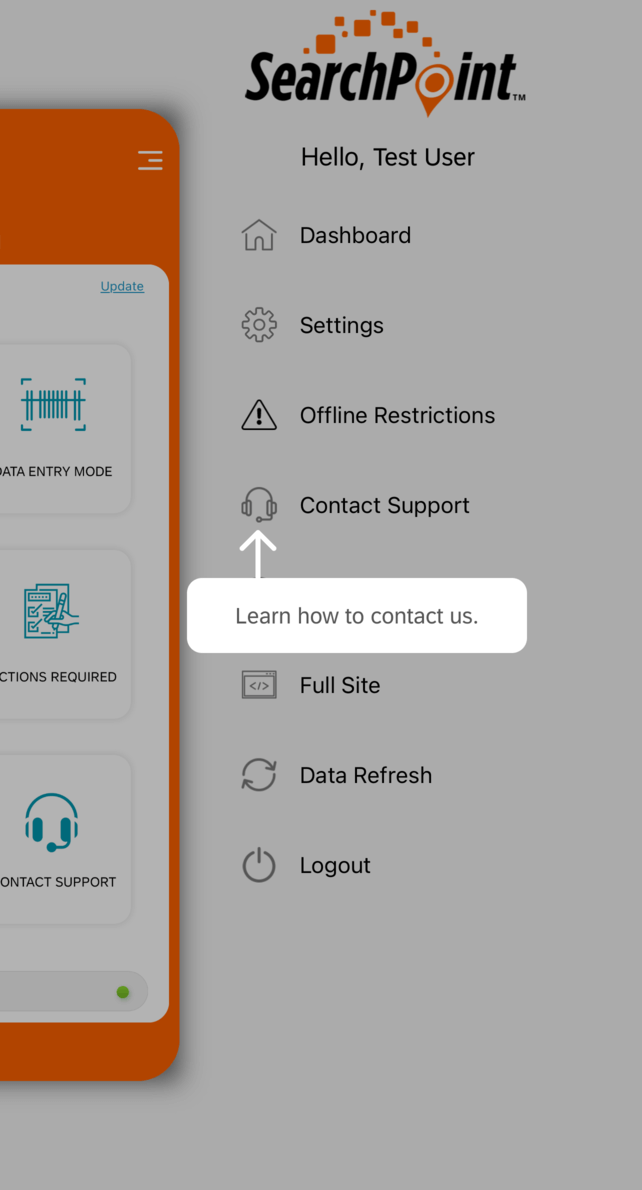 SearchPoint™
Hello, Test User
Dashboard
Update
Settings
Offline Restrictions
DATA ENTRY MODE
Contact Support
Learn how to contact us.
CTIONS REQUIRED
Full Site
</>
Data Refresh
Logout
ONTACT SUPPORT